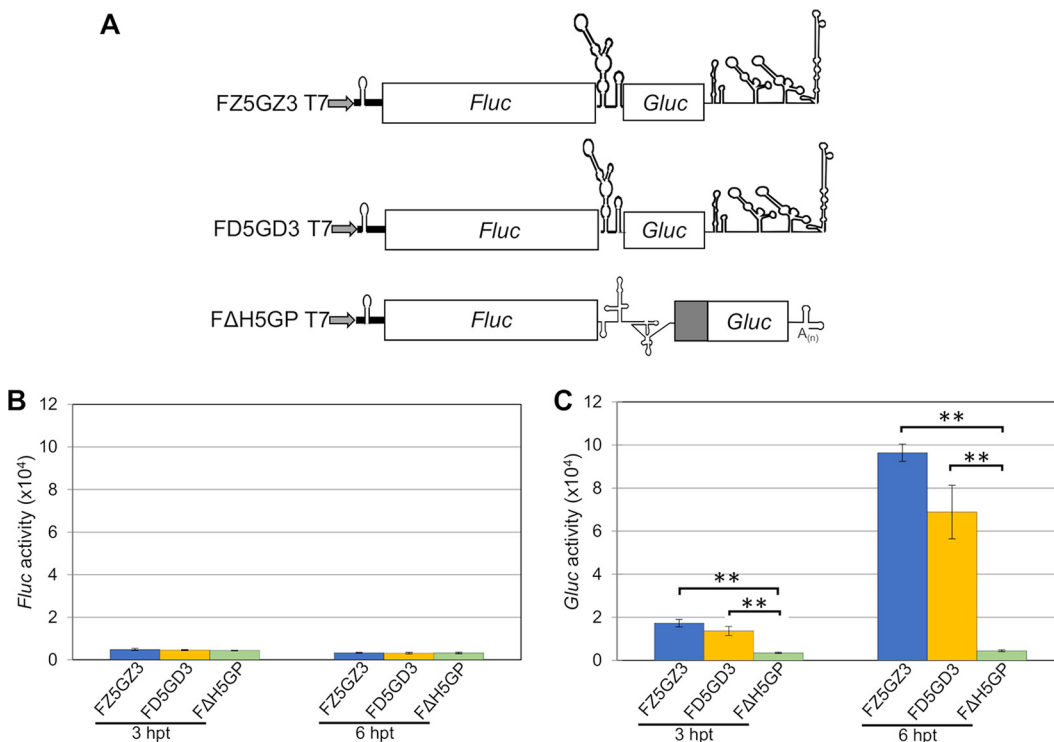 A
FZ5GZ3 T7 Fluc Gluc
FD5GD3 T7 Fluc Gluc
FΔH5GP T7 Fluc Gluc
A(n)
B
Fluc activity (x10⁴)
12
10
8
6
4
2
0
FZ5GZ3
FD5GD3
FΔH5GP
FZ5GZ3
FD5GD3
FΔH5GP
3 hpt
6 hpt
C
Gluc activity (x10⁴)
12
10
8
6
4
2
0
**
**
**
**
FZ5GZ3
FD5GD3
FΔH5GP
FZ5GZ3
FD5GD3
FΔH5GP
3 hpt
6 hpt